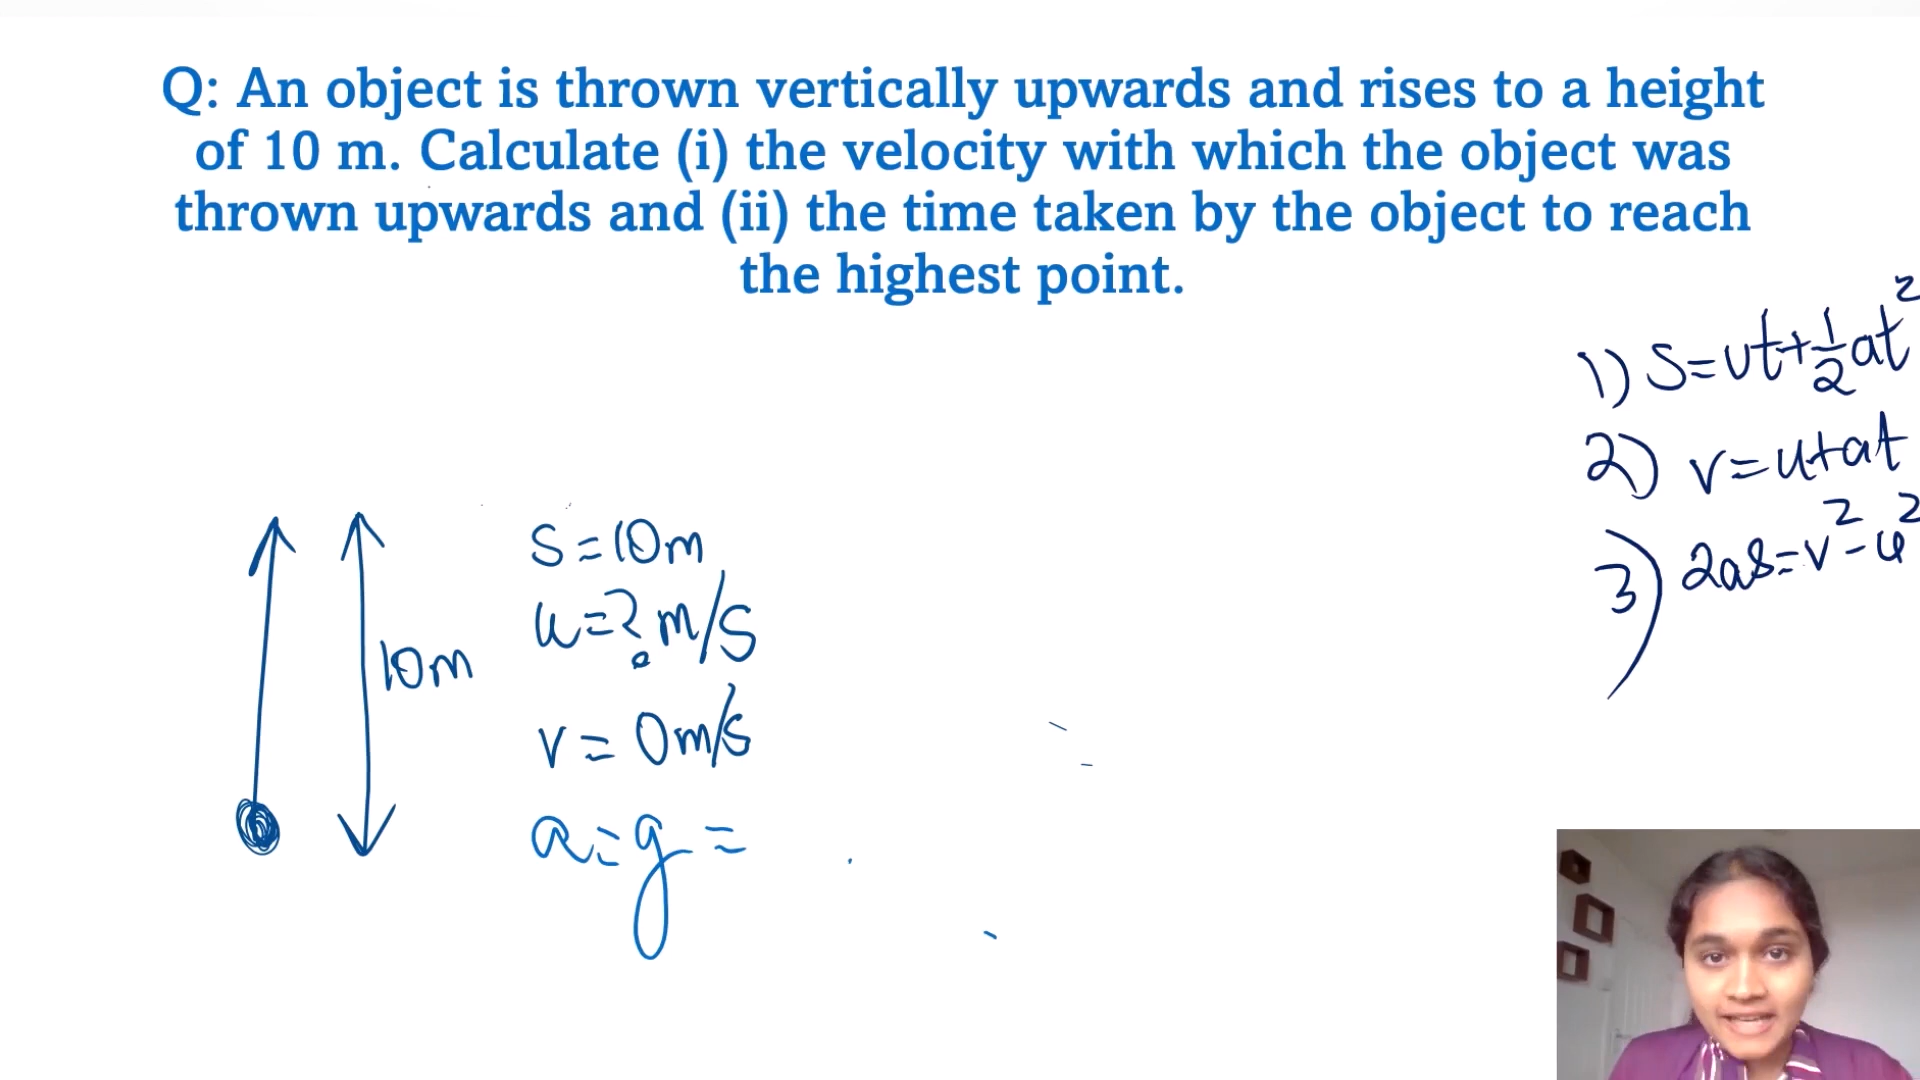 Q: An object is thrown vertically upwards and rises to a height
of 10 m. Calculate (i) the velocity with which the object was
thrown upwards and (ii) the time taken by the object to reach
the highest point.
1) S=ut+½at²
2) v=u+at
3) 2as=v²-u²
10m
S=10m
u=? m/s
v=0m/s
a=g=